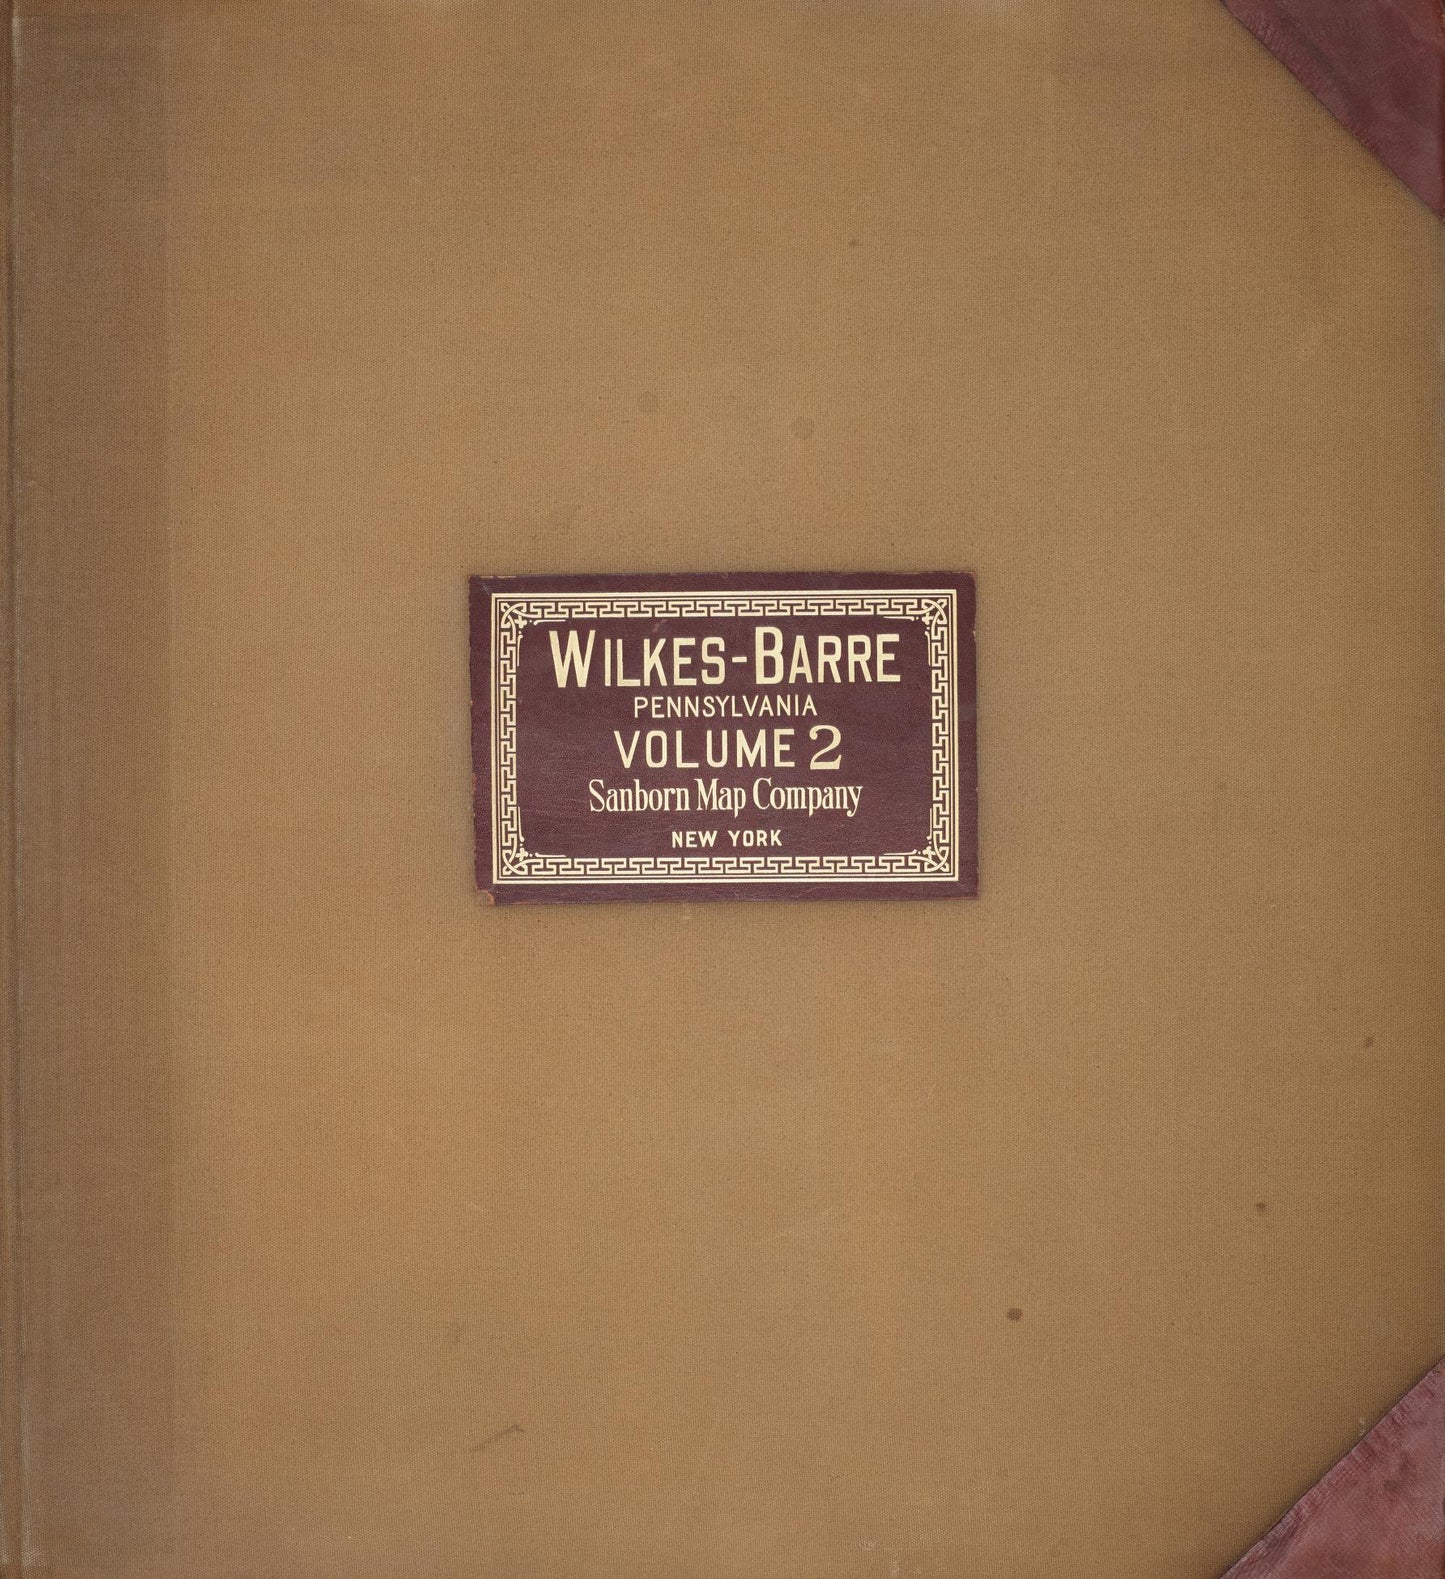 WILKES-BARRE
PENNSYLVANIA
VOLUME 2
Sanborn Map Company
NEW YORK